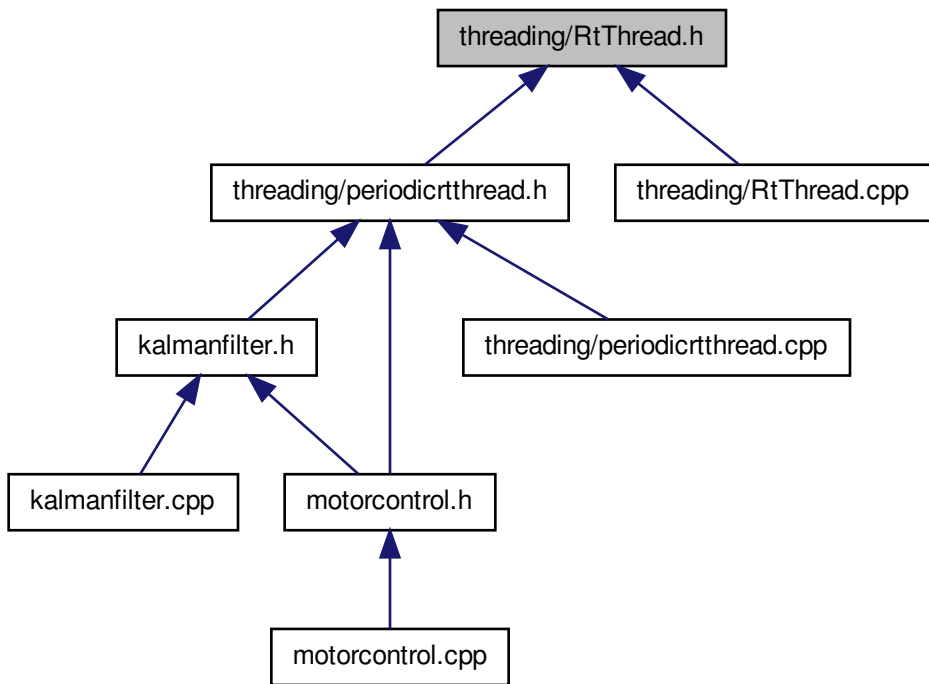 threading/RtThread.h
threading/periodicrtthread.h
threading/RtThread.cpp
kalmanfilter.h
threading/periodicrtthread.cpp
kalmanfilter.cpp
motorcontrol.h
motorcontrol.cpp